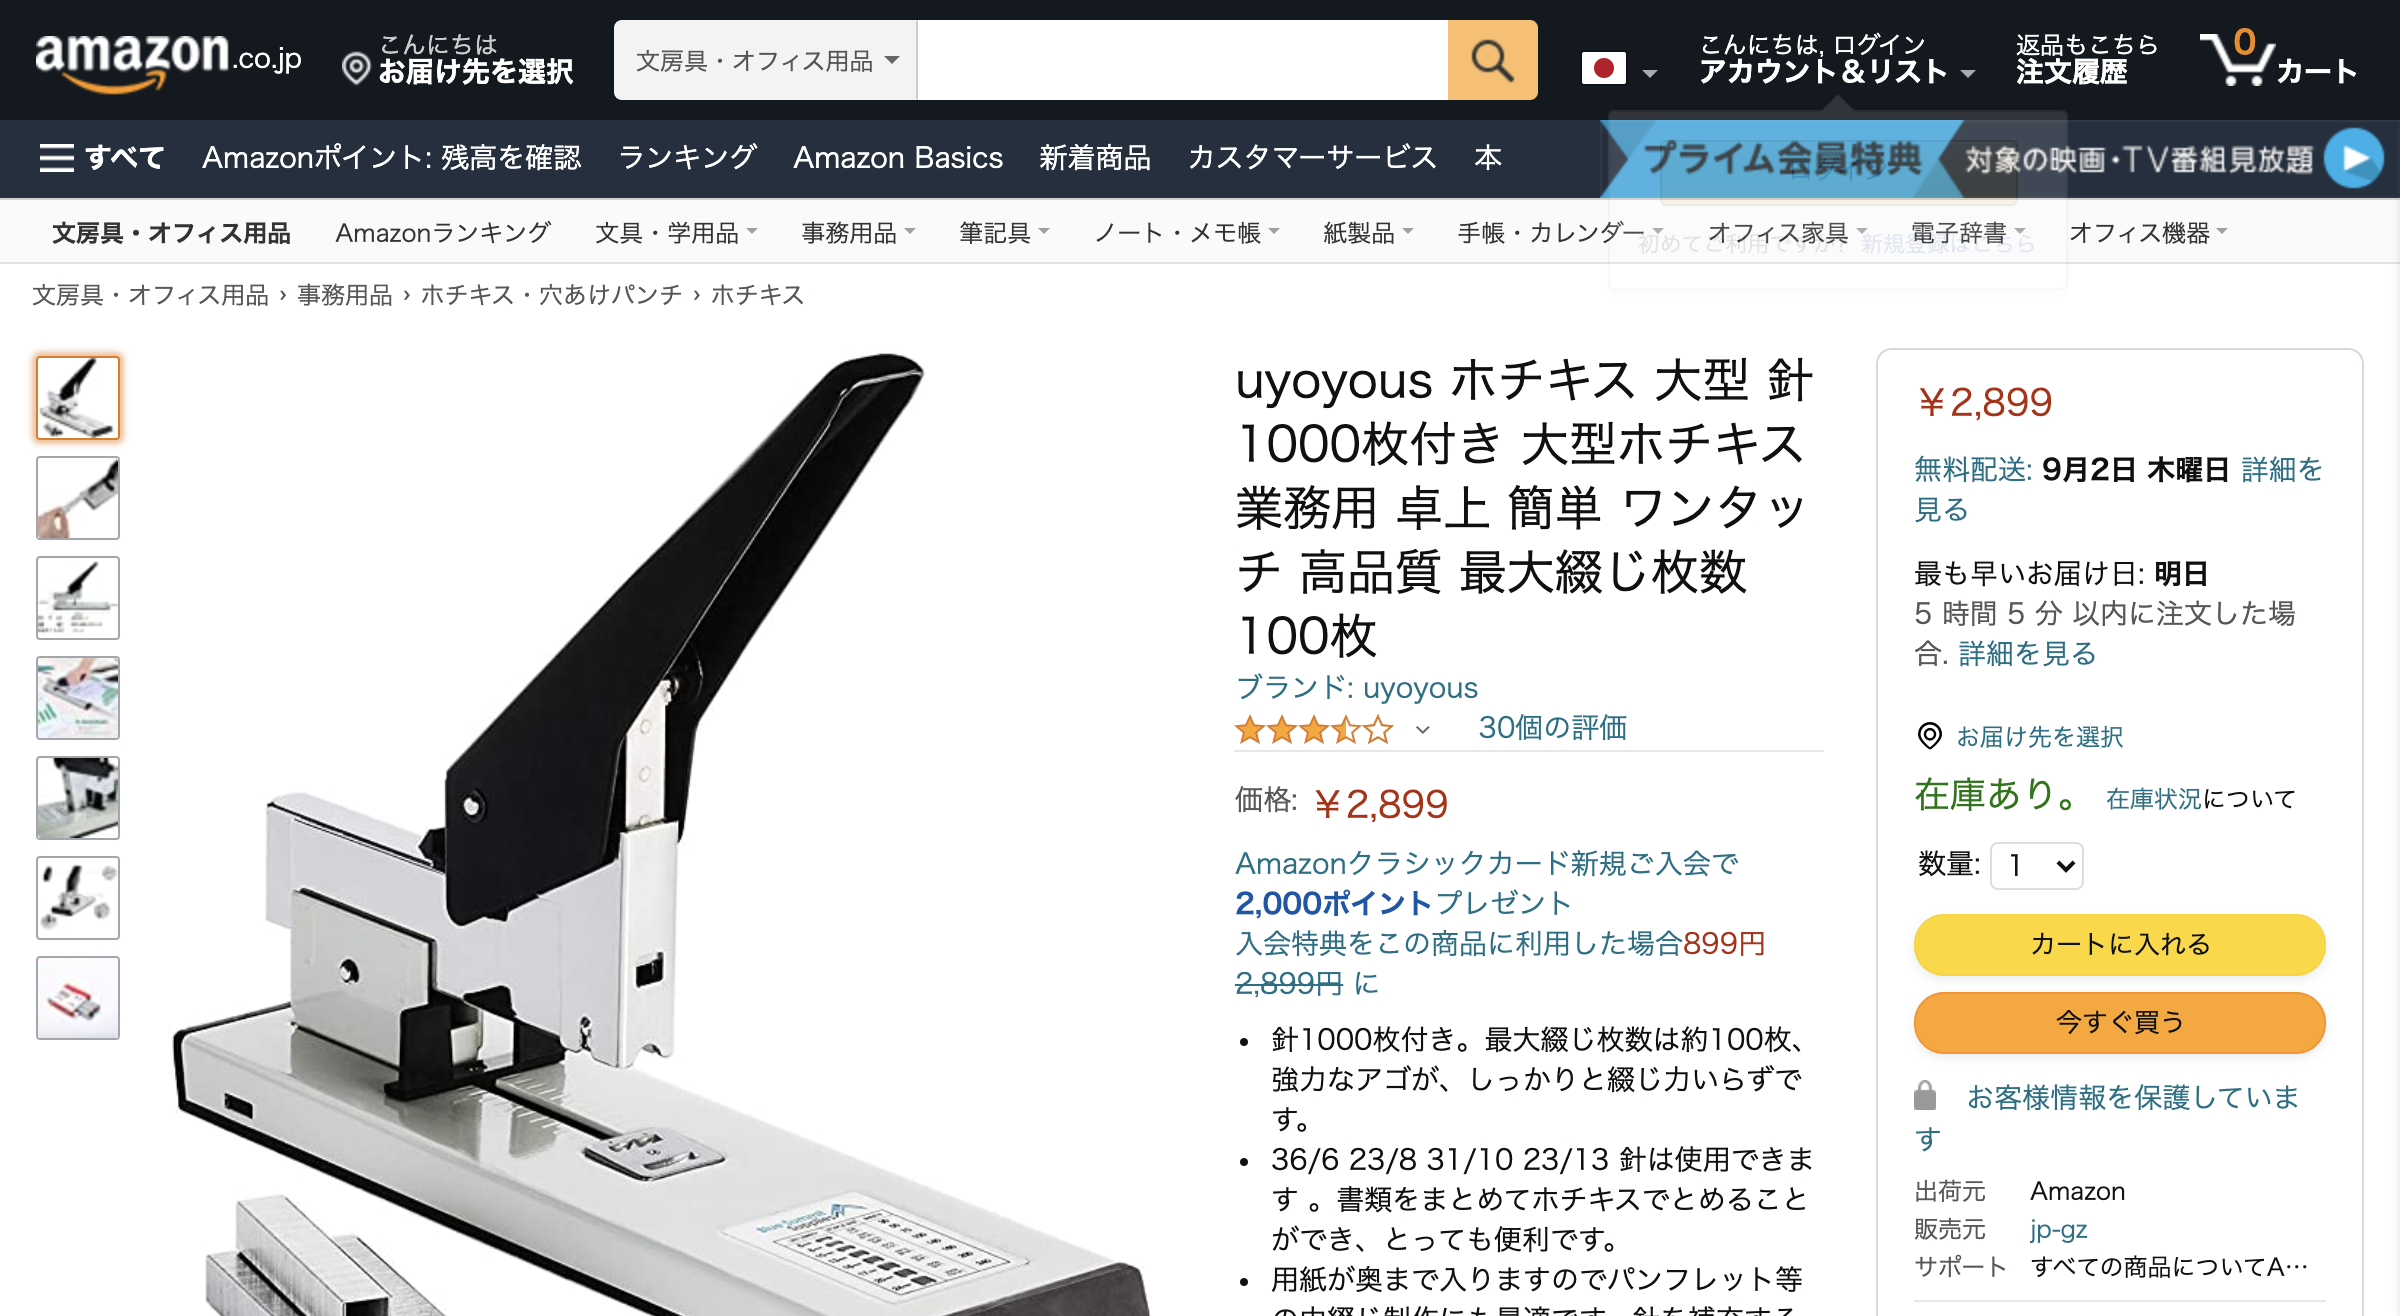 amazon.co.jp
こんにちは
お届け先を選択
文房具・オフィス用品
こんにちは, ログイン
アカウント＆リスト
返品もこちら
注文履歴
0
カート
すべて
Amazonポイント: 残高を確認
ランキング
Amazon Basics
新着商品
カスタマーサービス
本
プライム会員特典
対象の映画・TV番組見放題
文房具・オフィス用品
Amazonランキング
文具・学用品
事務用品
筆記具
ノート・メモ帳
紙製品
手帳・カレンダー
オフィス家具
電子辞書
オフィス機器
初めてご利用ですか? 新規登録はこちら
文房具・オフィス用品 › 事務用品 › ホチキス・穴あけパンチ › ホチキス
uyoyous ホチキス 大型 針
1000枚付き 大型ホチキス
業務用 卓上 簡単 ワンタッ
チ 高品質 最大綴じ枚数
100枚
ブランド: uyoyous
30個の評価
価格: ￥2,899
Amazonクラシックカード新規ご入会で
2,000ポイントプレゼント
入会特典をこの商品に利用した場合899円
2,899円 に
• 針1000枚付き。最大綴じ枚数は約100枚、
強力なアゴが、しっかりと綴じ力いらずで
す。
• 36/6 23/8 31/10 23/13 針は使用できま
す 。書類をまとめてホチキスでとめること
ができ、とっても便利です。
• 用紙が奥まで入りますのでパンフレット等
￥2,899
無料配送: 9月2日 木曜日 詳細を
見る
最も早いお届け日: 明日
5 時間 5 分 以内に注文した場
合. 詳細を見る
お届け先を選択
在庫あり。 在庫状況について
数量: 1
カートに入れる
今すぐ買う
お客様情報を保護していま
す
出荷元 Amazon
販売元 jp-gz
サポート すべての商品についてA…
Blue Summit
Supplies